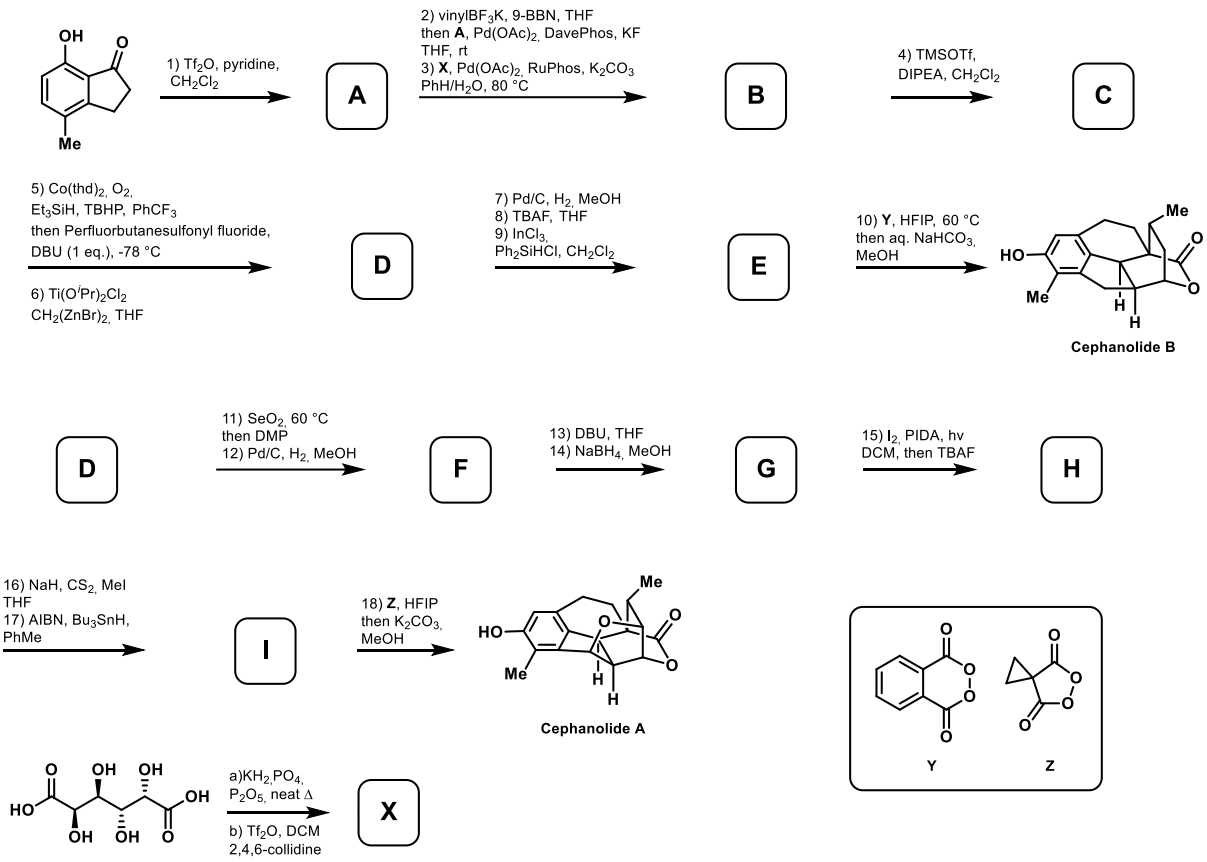 OH
O
Me
1) Tf2O, pyridine,
CH2Cl2
A
2) vinylBF3K, 9-BBN, THF
then A, Pd(OAc)2, DavePhos, KF
THF, rt
3) X, Pd(OAc)2, RuPhos, K2CO3
PhH/H2O, 80 °C
B
4) TMSOTf,
DIPEA, CH2Cl2
C
5) Co(thd)2, O2,
Et3SiH, TBHP, PhCF3
then Perfluorbutanesulfonyl fluoride,
DBU (1 eq.), -78 °C
6) Ti(OiPr)2Cl2
CH2(ZnBr)2, THF
D
7) Pd/C, H2, MeOH
8) TBAF, THF
9) InCl3,
Ph2SiHCl, CH2Cl2
E
10) Y, HFIP, 60 °C
then aq. NaHCO3,
MeOH
Me
O
HO
O
Me
H
H
Cephanolide B
D
11) SeO2, 60 °C
then DMP
12) Pd/C, H2, MeOH
F
13) DBU, THF
14) NaBH4, MeOH
G
15) I2, PIDA, hv
DCM, then TBAF
H
16) NaH, CS2, MeI
THF
17) AIBN, Bu3SnH,
PhMe
I
18) Z, HFIP
then K2CO3,
MeOH
Me
O
O
HO
O
Me
H
H
Cephanolide A
O
O
O
O
Y
O
O
O
O
Z
O
OH
OH
HO
OH
OH
OH
O
a)KH2,PO4,
P2O5, neat Δ
b) Tf2O, DCM
2,4,6-collidine
X